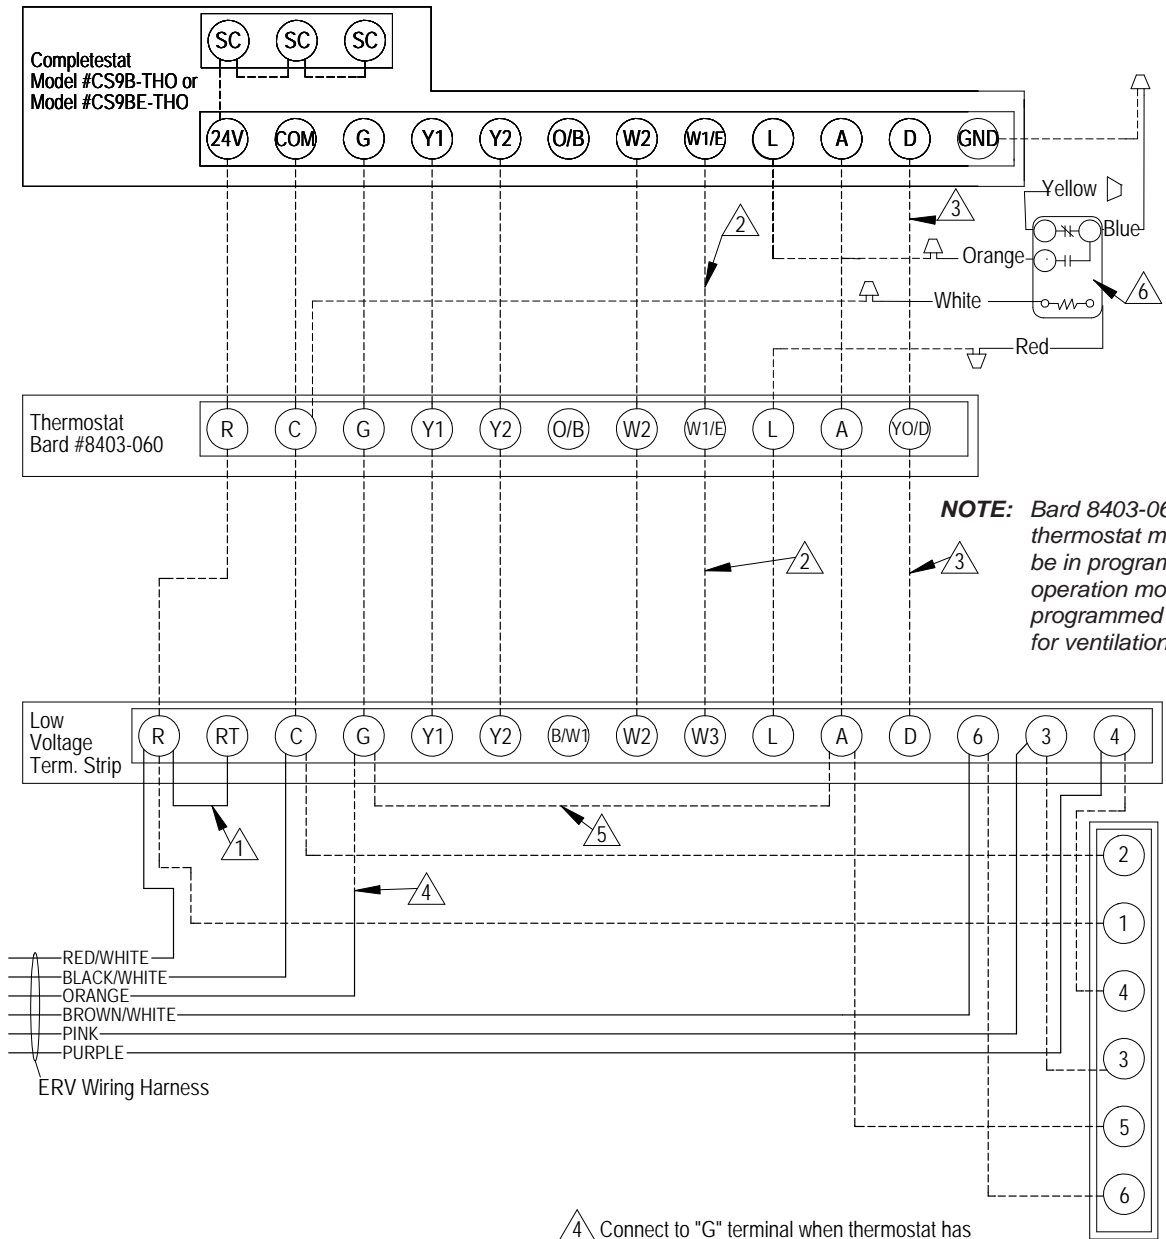 SC SC SC
Completestat
Model #CS9B-THO or
Model #CS9BE-THO
24V COM G Y1 Y2 O/B W2 W1/E L A D GND
Yellow
3
2
Blue
Orange
6
White
Red
Thermostat
Bard #8403-060
R C G Y1 Y2 O/B W2 W1/E L A YO/D
NOTE: Bard 8403-06
thermostat m
be in program
operation mo
programmed
for ventilation
2
3
Low
Voltage
Term. Strip
R RT C G Y1 Y2 B/W1 W2 W3 L A D 6 3 4
1
5
2
4
1
RED/WHITE
BLACK/WHITE
ORANGE
4
BROWN/WHITE
PINK
PURPLE
3
ERV Wiring Harness
5
6
4 Connect to "G" terminal when thermostat has